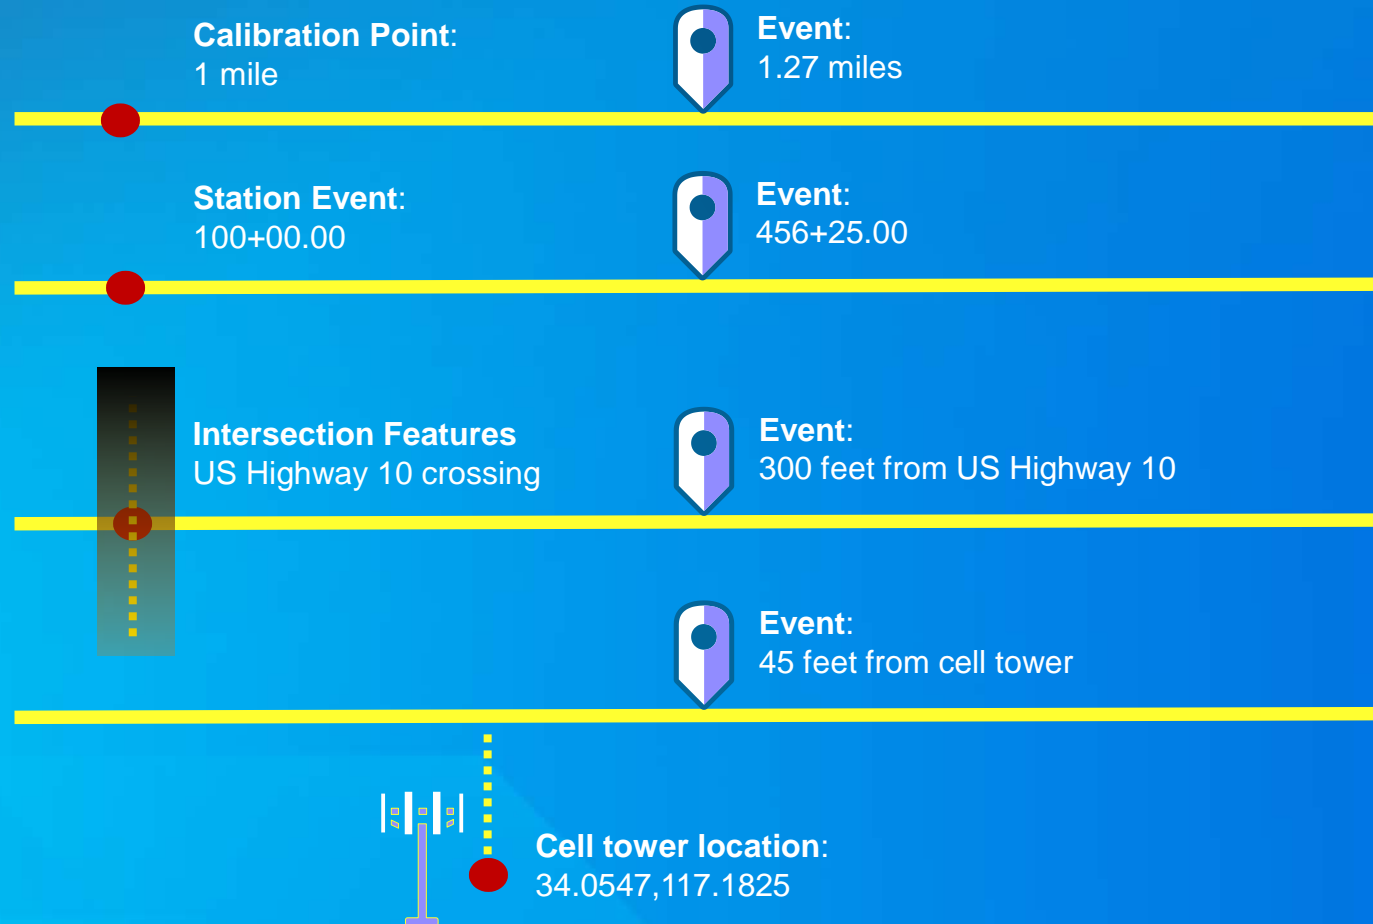 Calibration Point:
1 mile
Event:
1.27 miles
Station Event:
100+00.00
Event:
456+25.00
Intersection Features
US Highway 10 crossing
Event:
300 feet from US Highway 10
Event:
45 feet from cell tower
Cell tower location:
34.0547,117.1825